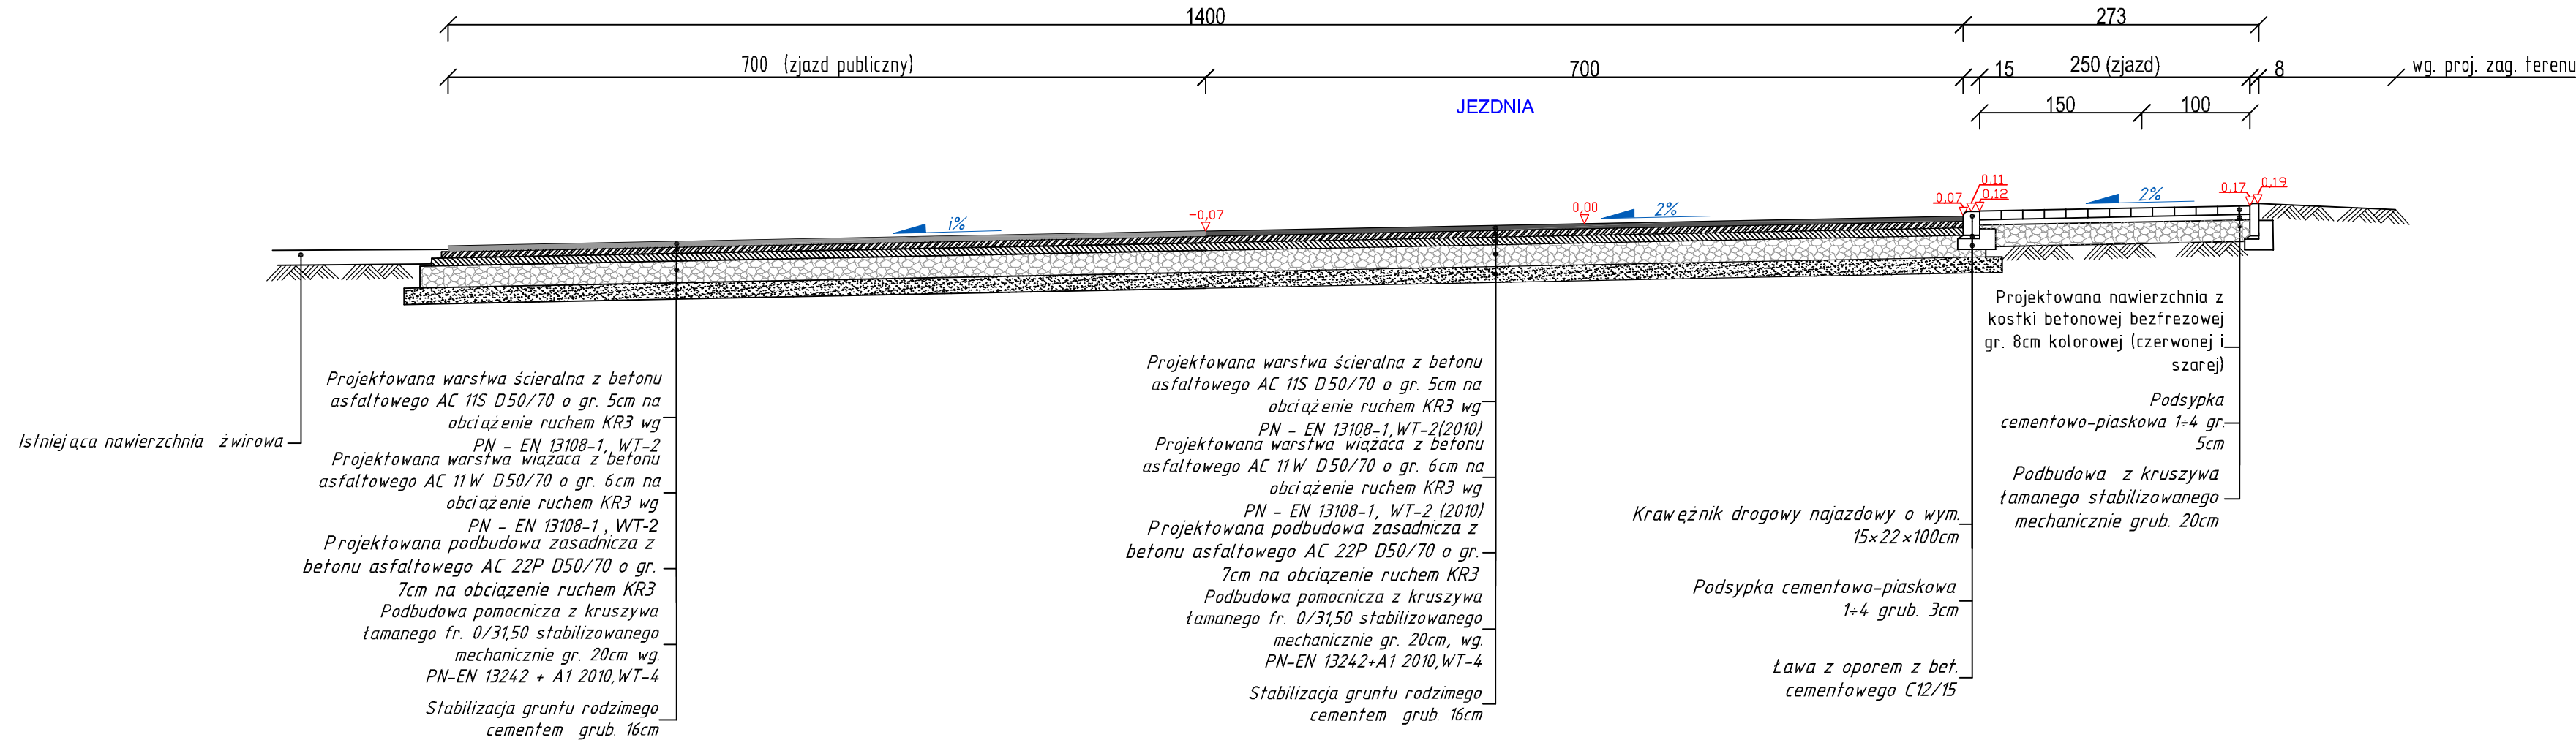 1400
273
700 (zjazd publiczny)
700
15
250 (zjazd)
8
wg. proj. zag. terenu
JEZDNIA
150
100
i%
-0,07
0,00
2%
0,07
0,11
0,12
2%
0,17
0,19
Istniejąca nawierzchnia żwirowa
Projektowana warstwa ścieralna z betonu
asfaltowego AC 11S D50/70 o gr. 5cm na
obciążenie ruchem KR3 wg
PN - EN 13108-1, WT-2
Projektowana warstwa wiążąca z betonu
asfaltowego AC 11W D50/70 o gr. 6cm na
obciążenie ruchem KR3 wg
PN - EN 13108-1 , WT-2
Projektowana podbudowa zasadnicza z
betonu asfaltowego AC 22P D50/70 o gr.
7cm na obciązenie ruchem KR3
Podbudowa pomocnicza z kruszywa
łamanego fr. 0/31,50 stabilizowanego
mechanicznie gr. 20cm wg.
PN-EN 13242 + A1 2010,WT-4
Stabilizacja gruntu rodzimego
cementem grub. 16cm
Projektowana warstwa ścieralna z betonu
asfaltowego AC 11S D50/70 o gr. 5cm na
obciążenie ruchem KR3 wg
PN - EN 13108-1,WT-2(2010)
Projektowana warstwa wiążaca z betonu
asfaltowego AC 11W D50/70 o gr. 6cm na
obciążenie ruchem KR3 wg
PN - EN 13108-1, WT-2 (2010)
Projektowana podbudowa zasadnicza z
betonu asfaltowego AC 22P D50/70 o gr.
7cm na obciązenie ruchem KR3
Podbudowa pomocnicza z kruszywa
łamanego fr. 0/31,50 stabilizowanego
mechanicznie gr. 20cm, wg.
PN-EN 13242+A1 2010,WT-4
Stabilizacja gruntu rodzimego
cementem grub. 16cm
Krawężnik drogowy najazdowy o wym.
15×22×100cm
Podsypka cementowo-piaskowa
1÷4 grub. 3cm
Ława z oporem z bet.
cementowego C12/15
Projektowana nawierzchnia z
kostki betonowej bezfrezowej
gr. 8cm kolorowej (czerwonej i
szarej)
Podsypka
cementowo-piaskowa 1÷4 gr.
5cm
Podbudowa z kruszywa
łamanego stabilizowanego
mechanicznie grub. 20cm